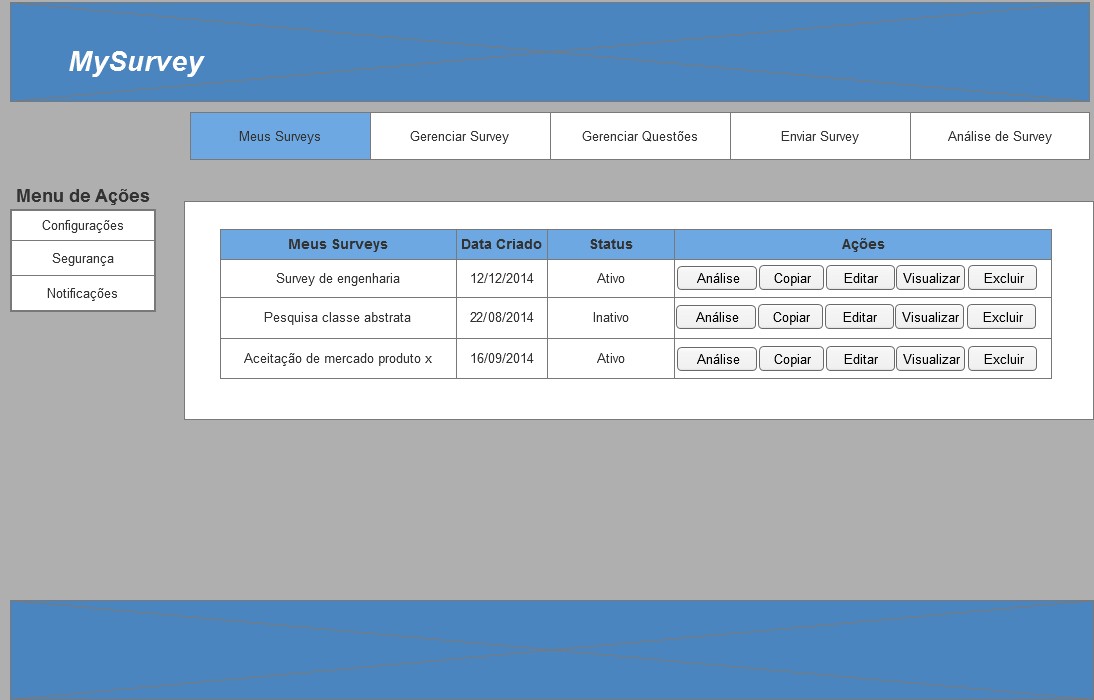 MySurvey
Meus Surveys Gerenciar Survey Gerenciar Questões Enviar Survey Análise de Survey
Menu de Ações
Configurações
Segurança
Notificações
Meus Surveys Data Criado Status Ações
Survey de engenharia 12/12/2014 Ativo Análise Copiar Editar Visualizar Excluir
Pesquisa classe abstrata 22/08/2014 Inativo Análise Copiar Editar Visualizar Excluir
Aceitação de mercado produto x 16/09/2014 Ativo Análise Copiar Editar Visualizar Excluir